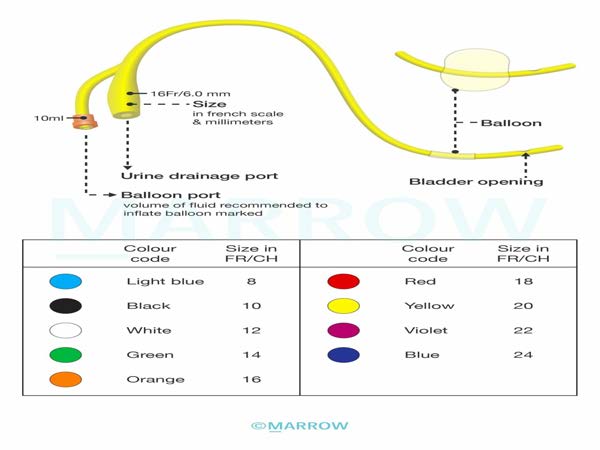 16Fr/6.0 mm
Size
in french scale
& millimeters
10ml
Urine drainage port
Balloon port
volume of fluid recommended to
inflate balloon marked
Balloon
Bladder opening
MARROW
Colour code Size in FR/CH
Light blue 8
Black 10
White 12
Green 14
Orange 16
Colour code Size in FR/CH
Red 18
Yellow 20
Violet 22
Blue 24
MARROW
©MARROW